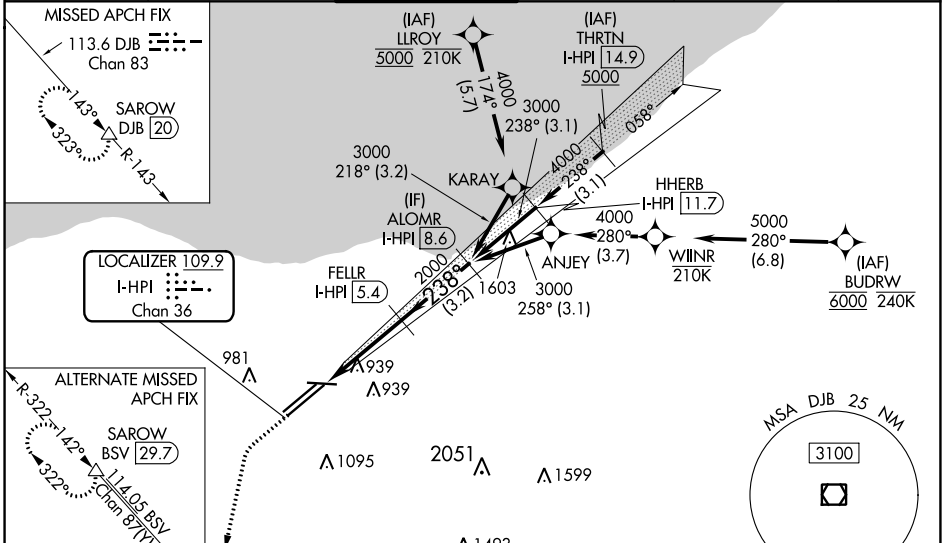 MISSED APCH FIX
113.6 DJB
Chan 83
143°
323°
SAROW
DJB 20
R-143
(IAF)
LLROY
5000 210K
4000
174°
(5.7)
(IAF)
THRTN
I-HPI 14.9
5000
3000
238° (3.1)
058°
3000
218° (3.2)
KARAY
4000
238°
(3.1)
HHERB
I-HPI 11.7
(IF)
ALOMR
I-HPI 8.6
4000
280°
(3.7)
5000
280°
(6.8)
ANJEY
WIINR
210K
(IAF)
BUDRW
6000 240K
LOCALIZER 109.9
I-HPI
Chan 36
FELLR
I-HPI 5.4
2000
238°
(3.2)
1603
3000
258° (3.1)
981
939
939
ALTERNATE MISSED
APCH FIX
R-322
142°
322°
SAROW
BSV 29.7
114.05 BSV
Chan 87(Y)
1095
2051
1599
MSA DJB 25 NM
3100
1493